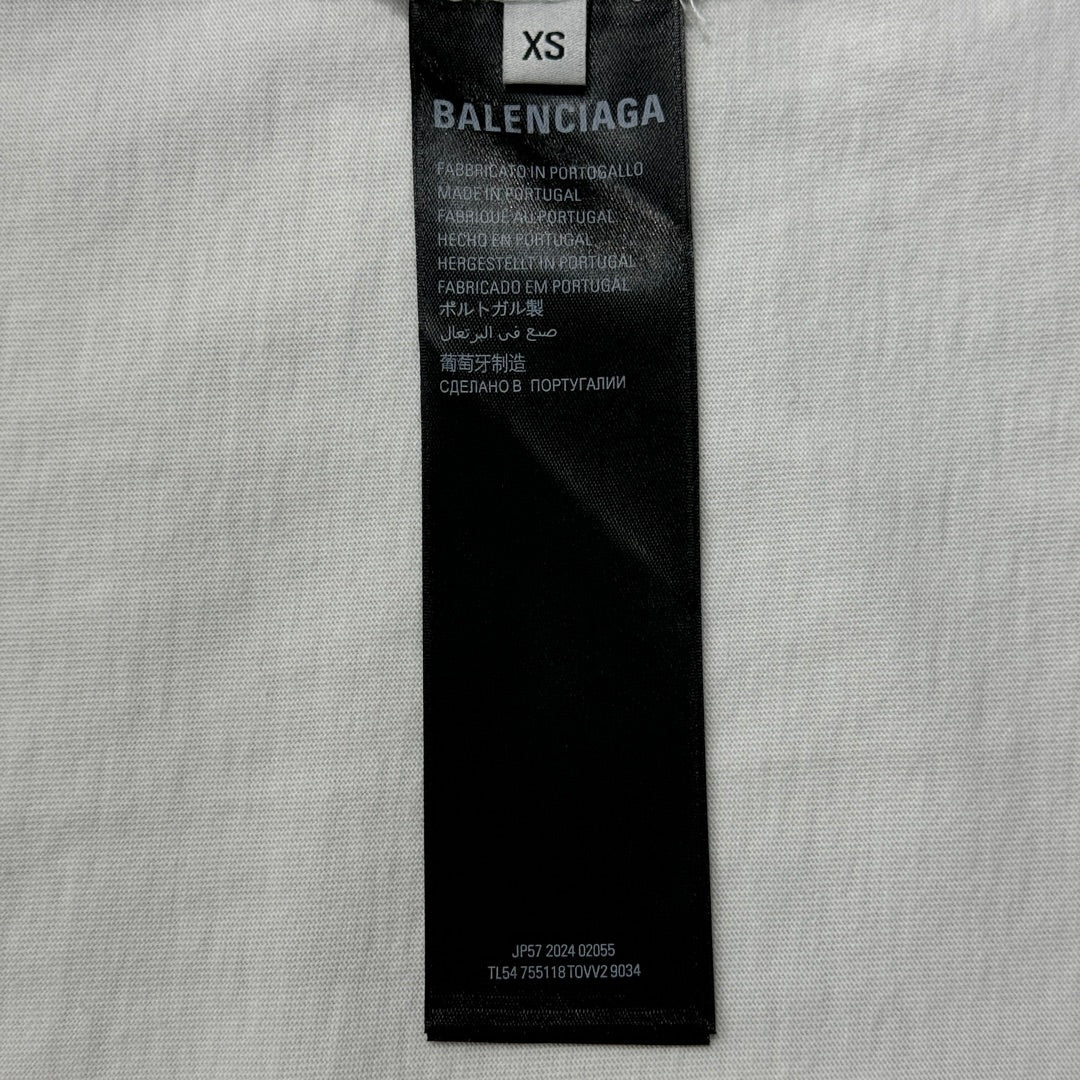 XS
BALENCIAGA
FABBRICATO IN PORTOGALLO
MADE IN PORTUGAL
FABRIQUE AU PORTUGAL
HECHO EN PORTUGAL
HERGESTELLT IN PORTUGAL
FABRICADO EM PORTUGAL
ポルトガル製
صنع في البرتغال
葡萄牙制造
СДЕЛАНО В ПОРТУГАЛИИ
JP57 2024 02055
TL54 755118 TOVV2 9034